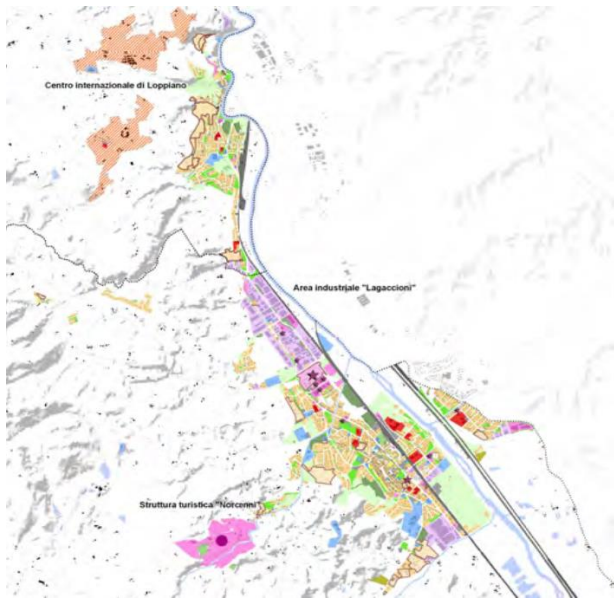 Centro internazionale di Loppiano
Area industriale "Lagaccioni"
Struttura turistica "Norcenni"